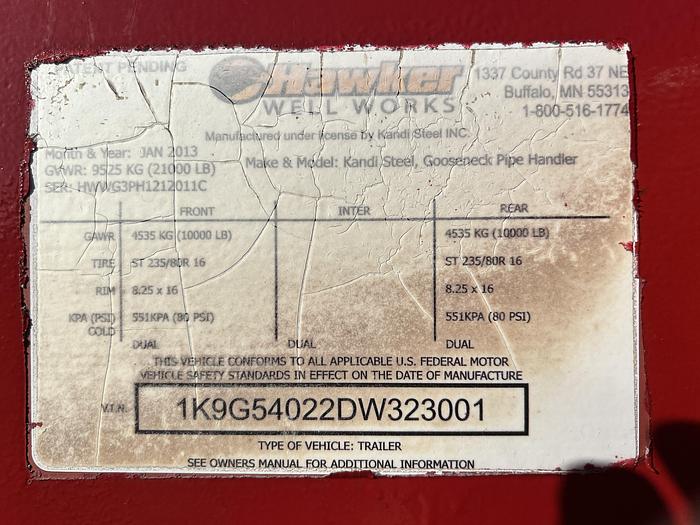 PATENT PENDING
Hawker
WELL WORKS
1337 County Rd 37 NE
Buffalo, MN 55313
1-800-516-1774
Manufactured under license by Kandi Steel INC.
Month & Year: JAN 2013
GVWR: 9525 KG (21000 LB)
SER: HWWG3PH1212011C
Make & Model: Kandi Steel, Gooseneck Pipe Handler
FRONT INTER REAR
GAWR 4535 KG (10000 LB) 4535 KG (10000 LB)
TIRE ST 235/80R 16 ST 235/80R 16
RIM 8.25 x 16 8.25 x 16
KPA (PSI) 551KPA (80 PSI) 551KPA (80 PSI)
COLD
DUAL DUAL DUAL
THIS VEHICLE CONFORMS TO ALL APPLICABLE U.S. FEDERAL MOTOR
VEHICLE SAFETY STANDARDS IN EFFECT ON THE DATE OF MANUFACTURE
V.I.N. 1K9G54022DW323001
TYPE OF VEHICLE: TRAILER
SEE OWNERS MANUAL FOR ADDITIONAL INFORMATION